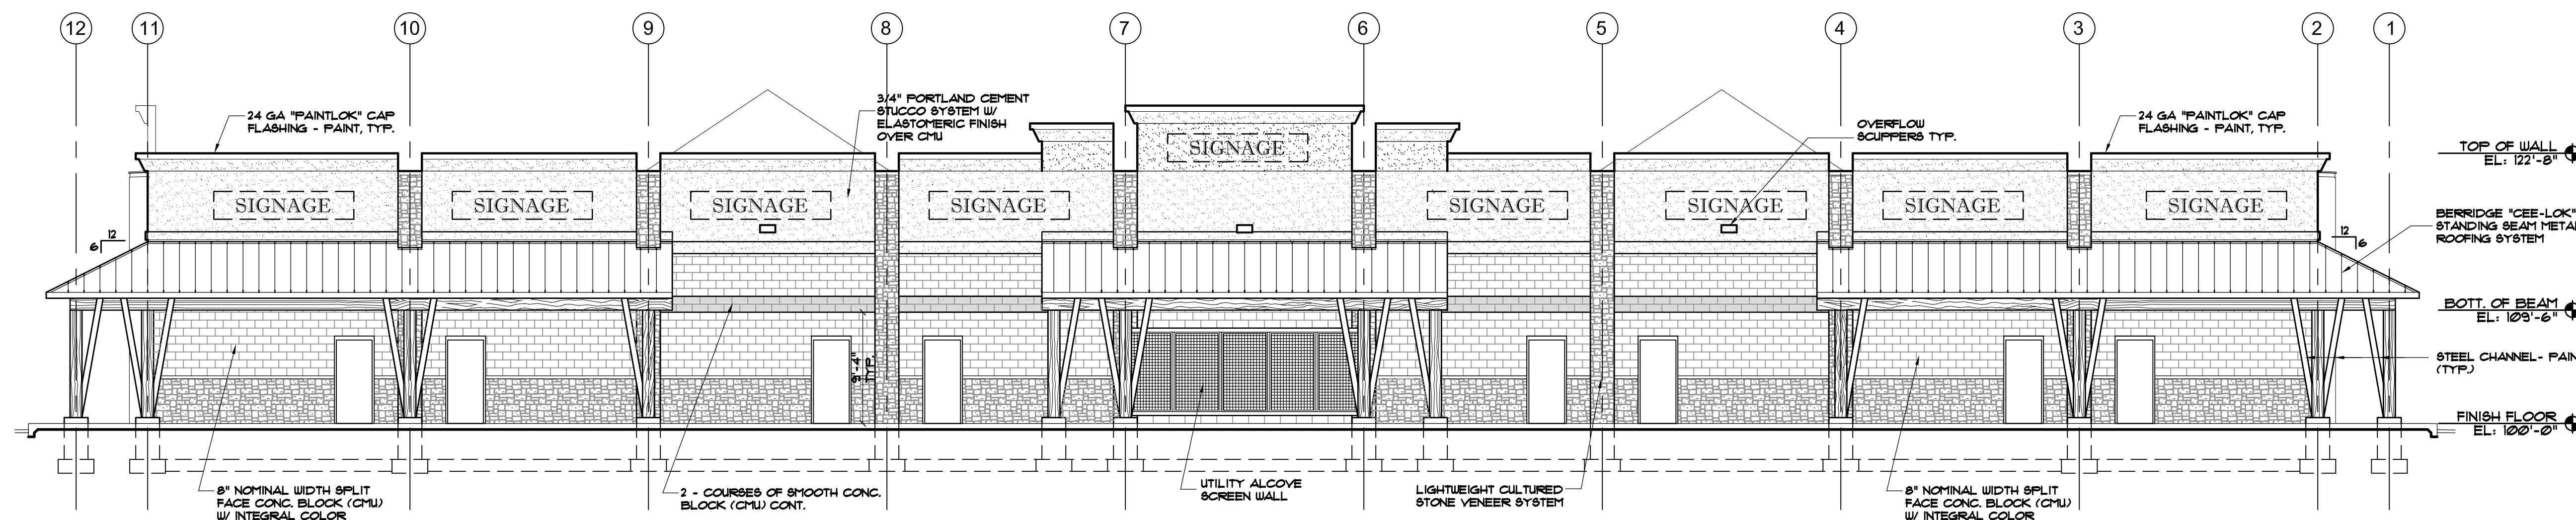 12 11 10 9 8 7 6 5 4 3 2 1
24 GA "PAINTLOK" CAP
FLASHING - PAINT, TYP.
3/4" PORTLAND CEMENT
STUCCO SYSTEM W/
ELASTOMERIC FINISH
OVER CMU
OVERFLOW
SCUPPERS TYP.
24 GA "PAINTLOK" CAP
FLASHING - PAINT, TYP.
TOP OF WALL
EL: 122'-8"
SIGNAGE
SIGNAGE SIGNAGE SIGNAGE SIGNAGE SIGNAGE SIGNAGE SIGNAGE SIGNAGE
12
6
12
6
BERRIDGE "CEE-LOK"
STANDING SEAM META
ROOFING SYSTEM
BOTT. OF BEAM
EL: 109'-6"
9'-4"
TYP.
STEEL CHANNEL- PAIN
(TYP.)
FINISH FLOOR
EL: 100'-0"
8" NOMINAL WIDTH SPLIT
FACE CONC. BLOCK (CMU)
W/ INTEGRAL COLOR
2 - COURSES OF SMOOTH CONC.
BLOCK (CMU) CONT.
UTILITY ALCOVE
SCREEN WALL
LIGHTWEIGHT CULTURED
STONE VENEER SYSTEM
8" NOMINAL WIDTH SPLIT
FACE CONC. BLOCK (CMU)
W/ INTEGRAL COLOR